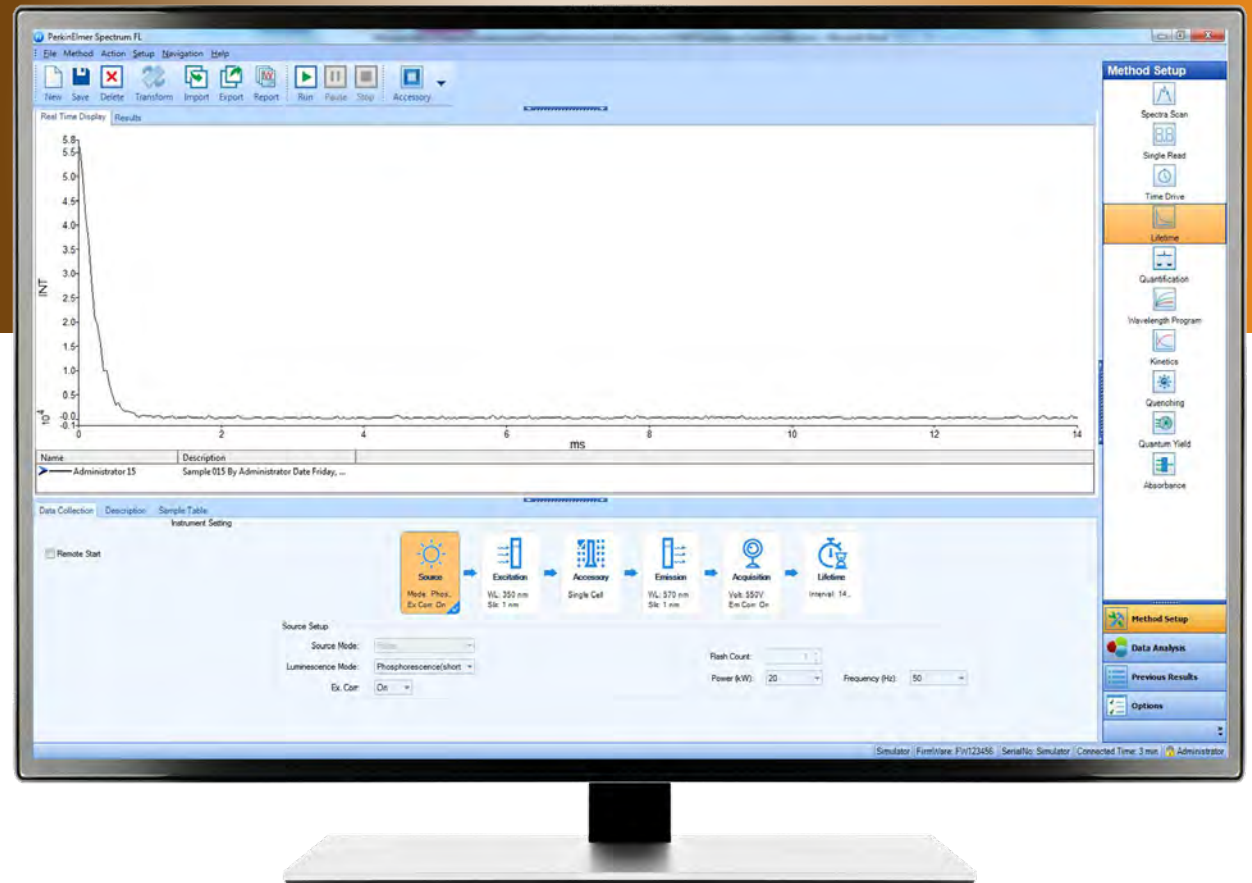 PerkinElmer Spectrum FL
File Method Action Setup Navigation Help
New Save Delete Transform Import Export Report Run Pause Stop Accessory
Real Time Display Results
5.8
5.5
5.0
4.5
4.0
3.5
3.0
INT
2.5
2.0
1.5
1.0
0.5
-0.0
10^4 -0.1
0 2 4 6 8 10 12 14
ms
Name Description
Administrator 15 Sample 015 By Administrator Date Friday, ...
Data Collection Description Sample Table
Instrument Setting
Remote Start
Source Excitation Accessory Emission Acquisition Lifetime
Mode: Phos.. WL: 350 nm Single Cell WL: 570 nm Volt: 550V Interval: 14...
Ex Corr: On Slit: 1 nm Slit: 1 nm Em Corr: On
Source Setup
Source Mode:
Luminescence Mode: Phosphorescence(short
Ex. Corr: On
Flash Count: 1
Power (kW): 20 Frequency (Hz): 50
Method Setup
Spectra Scan
Single Read
Time Drive
Lifetime
Quantification
Wavelength Program
Kinetics
Quenching
Quantum Yield
Absorbance
Method Setup
Data Analysis
Previous Results
Options
Simulator FirmWare: FW123456 SerialNo: Simulator Connected Time: 3 min Administrator